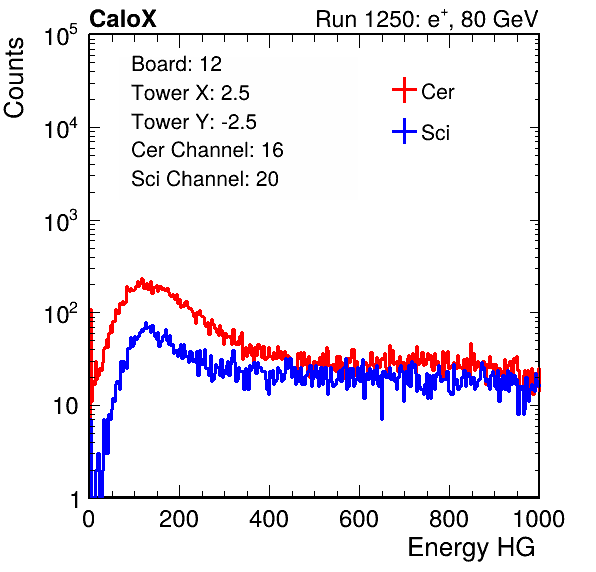 CaloX Run 1250: e⁺, 80 GeV
Counts
10⁵
10⁴
10³
10²
10
1
Board: 12
Tower X: 2.5
Tower Y: -2.5
Cer Channel: 16
Sci Channel: 20
Cer
Sci
0 200 400 600 800 1000
Energy HG